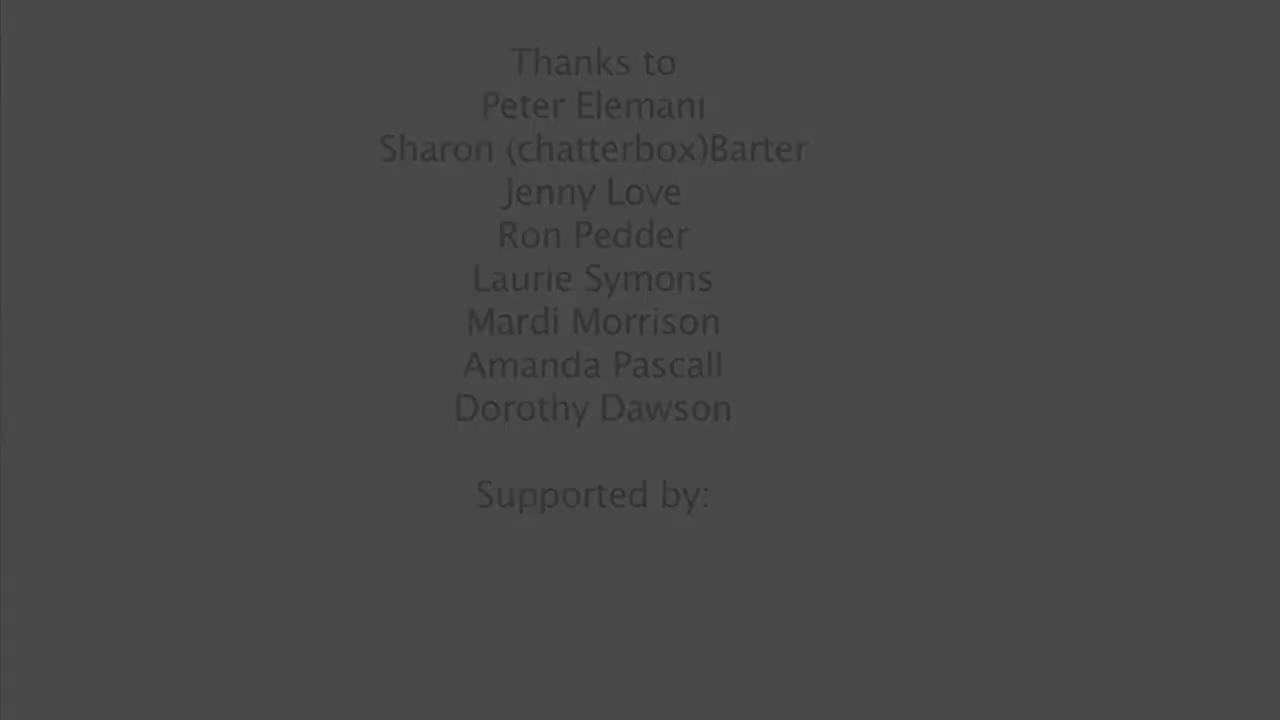 Thanks to
Peter Elemani
Sharon (chatterbox)Barter
Jenny Love
Ron Pedder
Laurie Symons
Mardi Morrison
Amanda Pascall
Dorothy Dawson
Supported by: